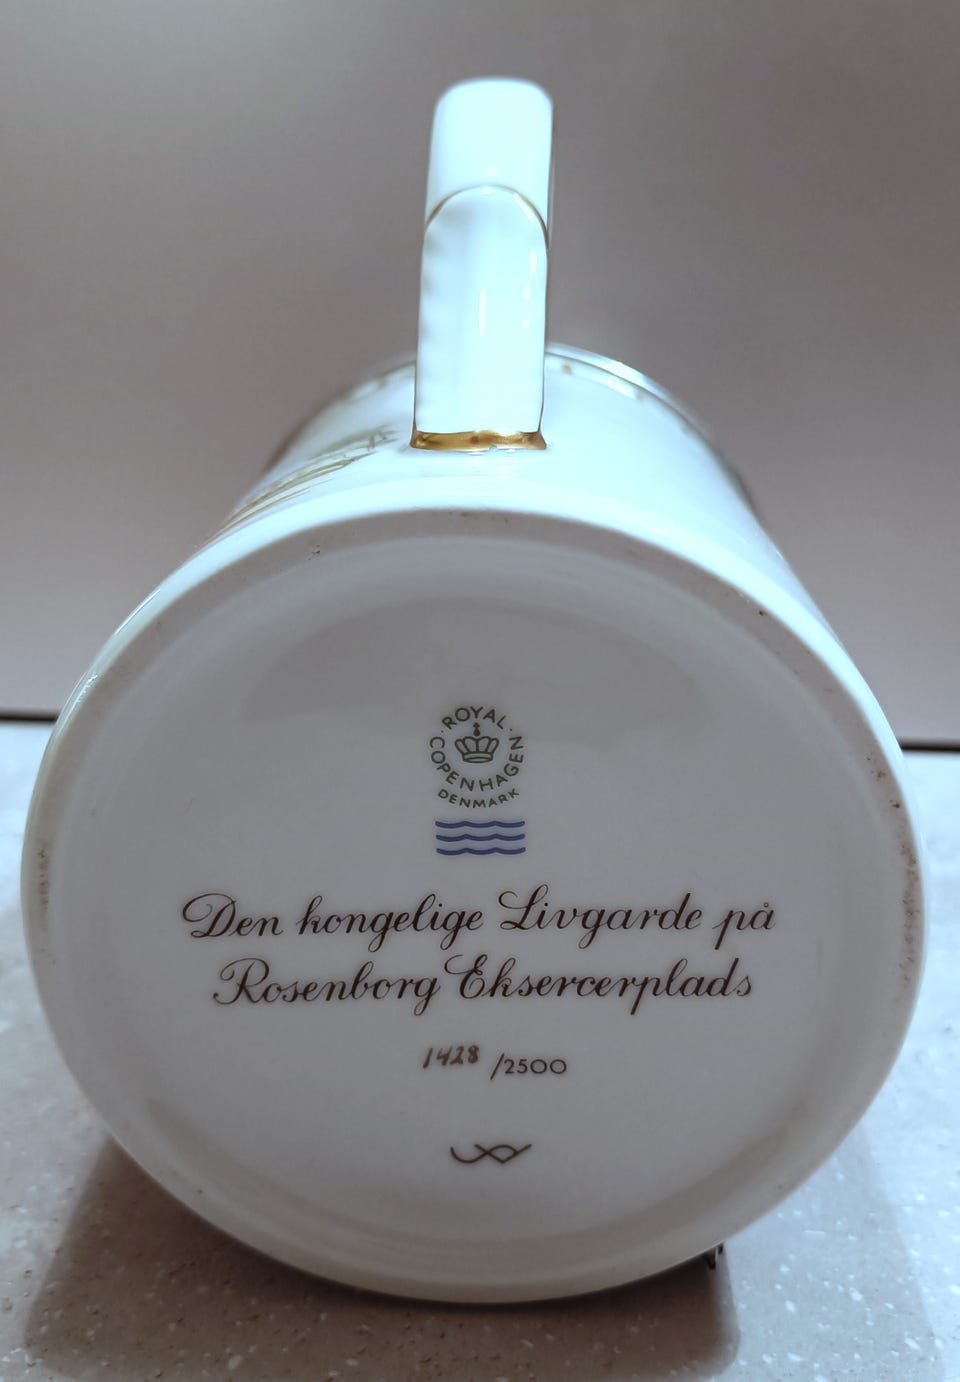 ROYAL
COPENHAGEN
DENMARK
Den kongelige Livgarde på
Rosenborg Eksercerplads
1428 /2500